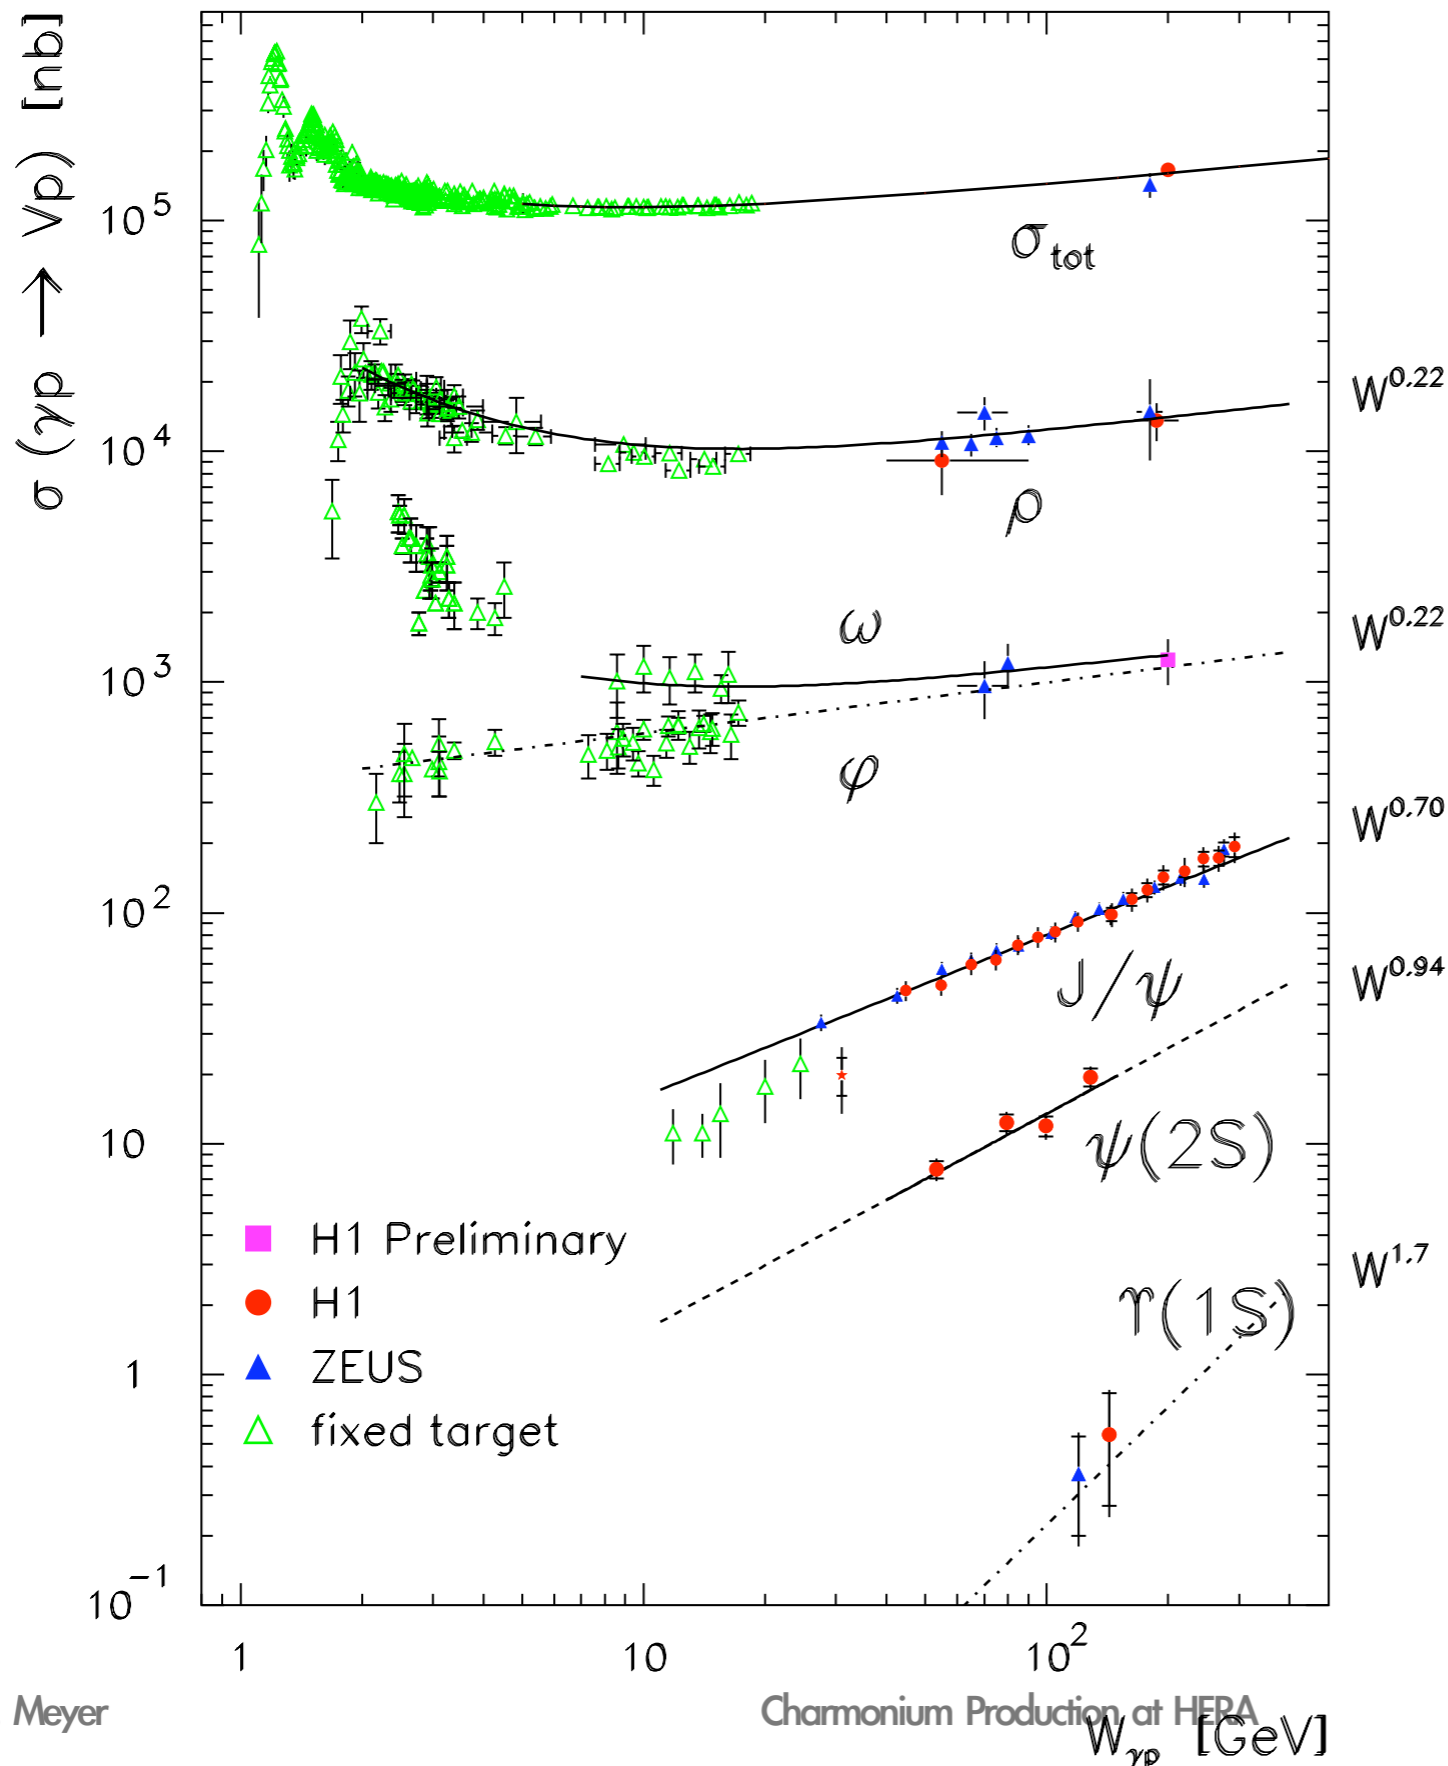 σ (γp → Vp) [nb]
10^5
σ_tot
W^0.22
10^4
ρ
ω
W^0.22
10^3
φ
W^0.70
10^2
J/ψ
W^0.94
10
ψ(2S)
H1 Preliminary
W^1.7
H1
Υ(1S)
ZEUS
1
fixed target
10^-1
1 10 10^2
Meyer Charmonium Production at HERA
W_γp [GeV]